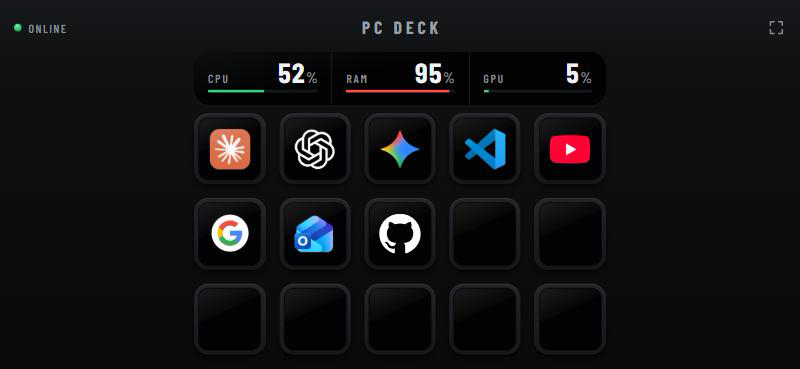 ONLINE
PC DECK
CPU 52%
RAM 95%
GPU 5%